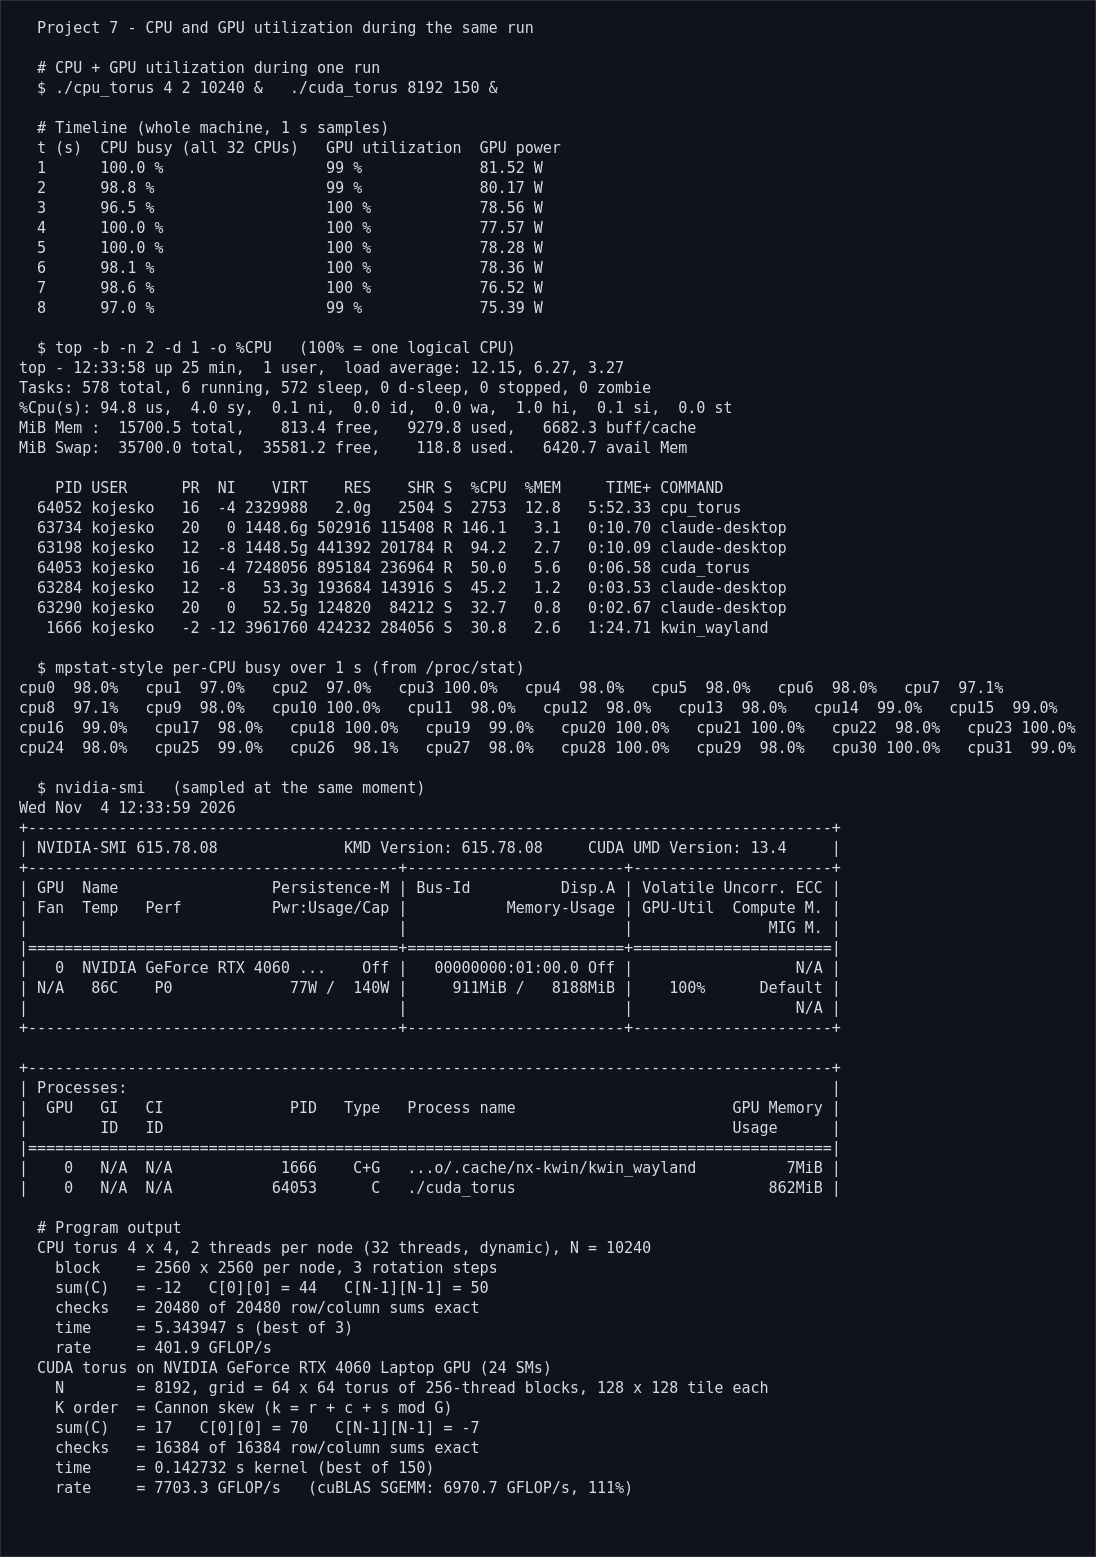 Project 7 - CPU and GPU utilization during the same run
# CPU + GPU utilization during one run
$ ./cpu_torus 4 2 10240 &   ./cuda_torus 8192 150 &
# Timeline (whole machine, 1 s samples)
t (s)  CPU busy (all 32 CPUs)   GPU utilization  GPU power
1      100.0 %                  99 %             81.52 W
2      98.8 %                   99 %             80.17 W
3      96.5 %                   100 %            78.56 W
4      100.0 %                  100 %            77.57 W
5      100.0 %                  100 %            78.28 W
6      98.1 %                   100 %            78.36 W
7      98.6 %                   100 %            76.52 W
8      97.0 %                   99 %             75.39 W
$ top -b -n 2 -d 1 -o %CPU   (100% = one logical CPU)
top - 12:33:58 up 25 min,  1 user,  load average: 12.15, 6.27, 3.27
Tasks: 578 total, 6 running, 572 sleep, 0 d-sleep, 0 stopped, 0 zombie
%Cpu(s): 94.8 us,  4.0 sy,  0.1 ni,  0.0 id,  0.0 wa,  1.0 hi,  0.1 si,  0.0 st
MiB Mem :  15700.5 total,    813.4 free,   9279.8 used,   6682.3 buff/cache
MiB Swap:  35700.0 total,  35581.2 free,    118.8 used.   6420.7 avail Mem
    PID USER      PR  NI    VIRT    RES    SHR S  %CPU  %MEM     TIME+ COMMAND
  64052 kojesko   16  -4 2329988   2.0g   2504 S  2753  12.8   5:52.33 cpu_torus
  63734 kojesko   20   0 1448.6g 502916 115408 R 146.1   3.1   0:10.70 claude-desktop
  63198 kojesko   12  -8 1448.5g 441392 201784 R  94.2   2.7   0:10.09 claude-desktop
  64053 kojesko   16  -4 7248056 895184 236964 R  50.0   5.6   0:06.58 cuda_torus
  63284 kojesko   12  -8   53.3g 193684 143916 S  45.2   1.2   0:03.53 claude-desktop
  63290 kojesko   20   0   52.5g 124820  84212 S  32.7   0.8   0:02.67 claude-desktop
   1666 kojesko   -2 -12 3961760 424232 284056 S  30.8   2.6   1:24.71 kwin_wayland
$ mpstat-style per-CPU busy over 1 s (from /proc/stat)
cpu0  98.0%   cpu1  97.0%   cpu2  97.0%   cpu3 100.0%   cpu4  98.0%   cpu5  98.0%   cpu6  98.0%   cpu7  97.1%
cpu8  97.1%   cpu9  98.0%   cpu10 100.0%   cpu11  98.0%   cpu12  98.0%   cpu13  98.0%   cpu14  99.0%   cpu15  99.0%
cpu16  99.0%   cpu17  98.0%   cpu18 100.0%   cpu19  99.0%   cpu20 100.0%   cpu21 100.0%   cpu22  98.0%   cpu23 100.0%
cpu24  98.0%   cpu25  99.0%   cpu26  98.1%   cpu27  98.0%   cpu28 100.0%   cpu29  98.0%   cpu30 100.0%   cpu31  99.0%
$ nvidia-smi   (sampled at the same moment)
Wed Nov  4 12:33:59 2026
+-----------------------------------------------------------------------------------------+
| NVIDIA-SMI 615.78.08              KMD Version: 615.78.08     CUDA UMD Version: 13.4     |
+-----------------------------------------+------------------------+----------------------+
| GPU  Name                 Persistence-M | Bus-Id          Disp.A | Volatile Uncorr. ECC |
| Fan  Temp   Perf          Pwr:Usage/Cap |           Memory-Usage | GPU-Util  Compute M. |
|                                         |                        |               MIG M. |
|=========================================+========================+======================|
|   0  NVIDIA GeForce RTX 4060 ...    Off |   00000000:01:00.0 Off |                  N/A |
| N/A   86C    P0             77W /  140W |     911MiB /   8188MiB |    100%      Default |
|                                         |                        |                  N/A |
+-----------------------------------------+------------------------+----------------------+
+-----------------------------------------------------------------------------------------+
| Processes:                                                                              |
|  GPU   GI   CI              PID   Type   Process name                        GPU Memory |
|        ID   ID                                                               Usage      |
|=========================================================================================|
|    0   N/A  N/A            1666    C+G   ...o/.cache/nx-kwin/kwin_wayland          7MiB |
|    0   N/A  N/A           64053      C   ./cuda_torus                            862MiB |
# Program output
CPU torus 4 x 4, 2 threads per node (32 threads, dynamic), N = 10240
  block    = 2560 x 2560 per node, 3 rotation steps
  sum(C)   = -12   C[0][0] = 44   C[N-1][N-1] = 50
  checks   = 20480 of 20480 row/column sums exact
  time     = 5.343947 s (best of 3)
  rate     = 401.9 GFLOP/s
CUDA torus on NVIDIA GeForce RTX 4060 Laptop GPU (24 SMs)
  N        = 8192, grid = 64 x 64 torus of 256-thread blocks, 128 x 128 tile each
  K order  = Cannon skew (k = r + c + s mod G)
  sum(C)   = 17   C[0][0] = 70   C[N-1][N-1] = -7
  checks   = 16384 of 16384 row/column sums exact
  time     = 0.142732 s kernel (best of 150)
  rate     = 7703.3 GFLOP/s   (cuBLAS SGEMM: 6970.7 GFLOP/s, 111%)